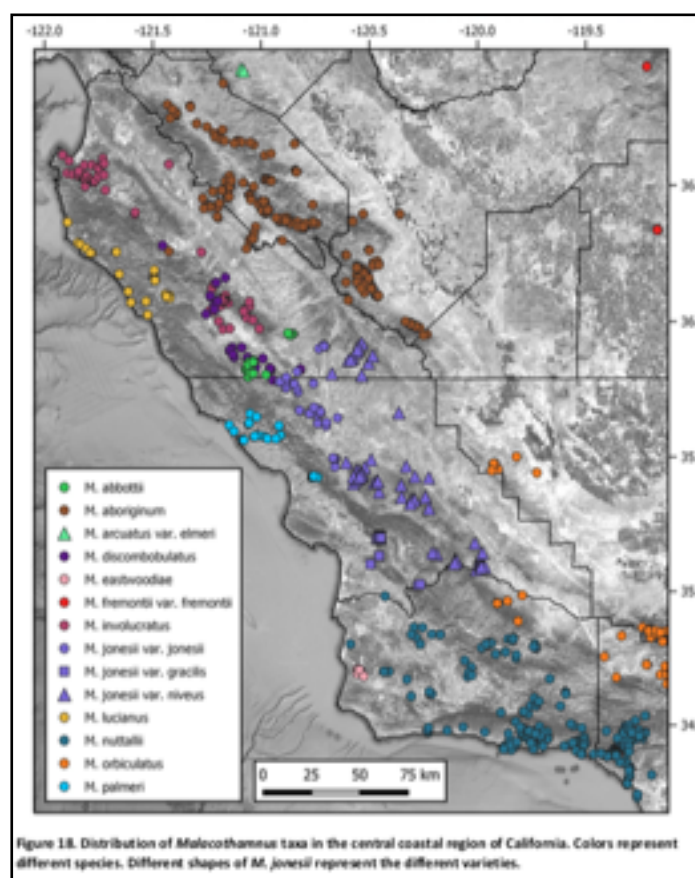 -122.0 -121.5 -121.0 -120.5 -120.0 -119.5
36
36
35
35
34
M. abbottii
M. aboriginum
M. arcuatus var. elmeri
M. discombobulatus
M. eastwoodiae
M. fremontii var. fremontii
M. involucratus
M. jonesii var. jonesii
M. jonesii var. gracilis
M. jonesii var. niveus
M. lucianus
M. nuttallii
M. orbiculatus
M. palmeri
0 25 50 75 km
Figure 18. Distribution of Malacothamnus taxa in the central coastal region of California. Colors represent
different species. Different shapes of M. jonesii represent the different varieties.